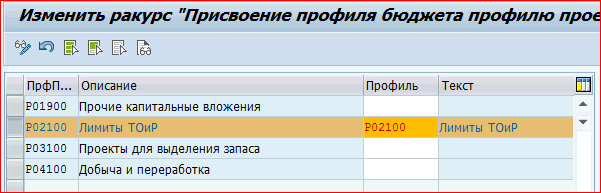 Изменить ракурс "Присвоение профиля бюджета профилю прое
ПрфП... Описание Профиль Текст
P01900 Прочие капитальные вложения
P02100 Лимиты ТОиР P02100 Лимиты ТОиР
P03100 Проекты для выделения запаса
P04100 Добыча и переработка